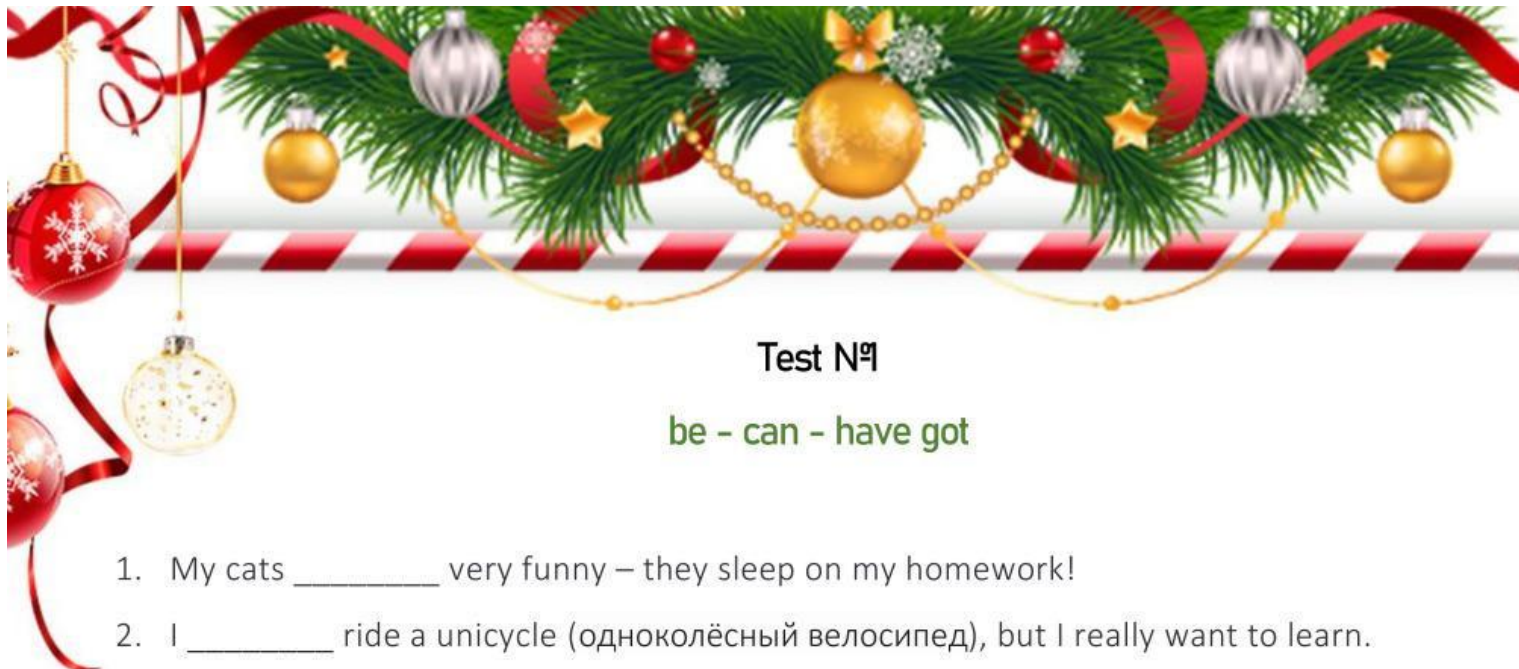 Test №1
be - can - have got
1. My cats ________ very funny – they sleep on my homework!
2. I ________ ride a unicycle (одноколёсный велосипед), but I really want to learn.